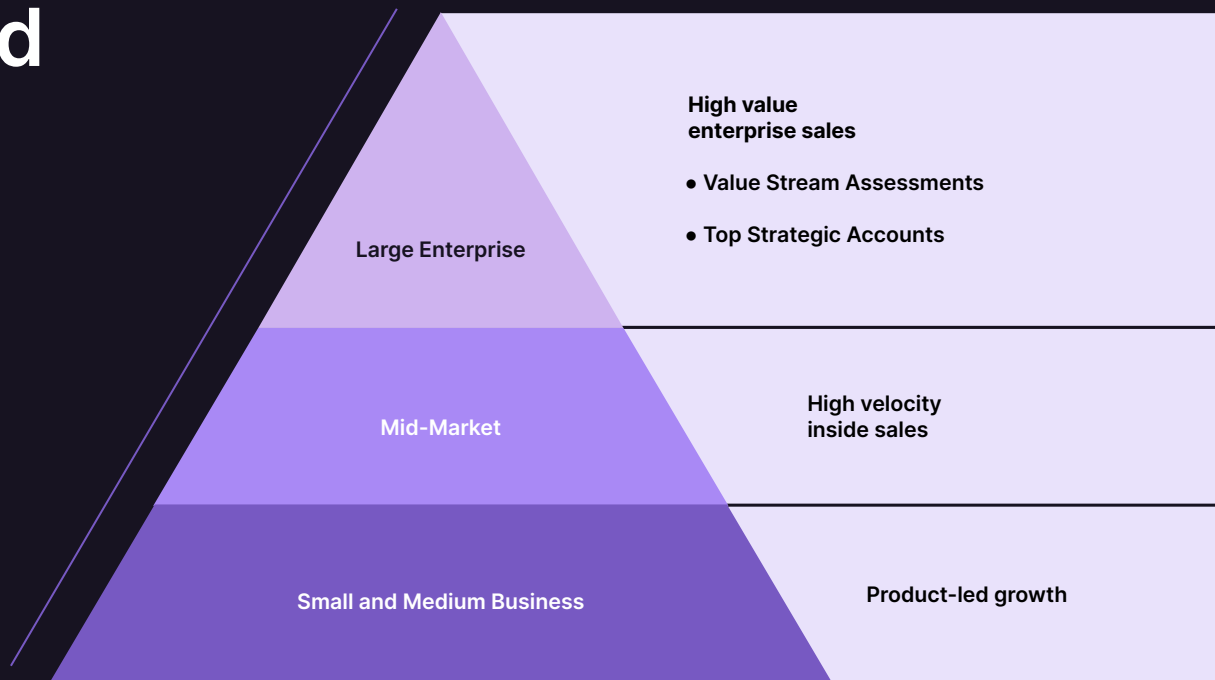 d
High value
enterprise sales
● Value Stream Assessments
● Top Strategic Accounts
Large Enterprise
High velocity
inside sales
Mid-Market
Product-led growth
Small and Medium Business